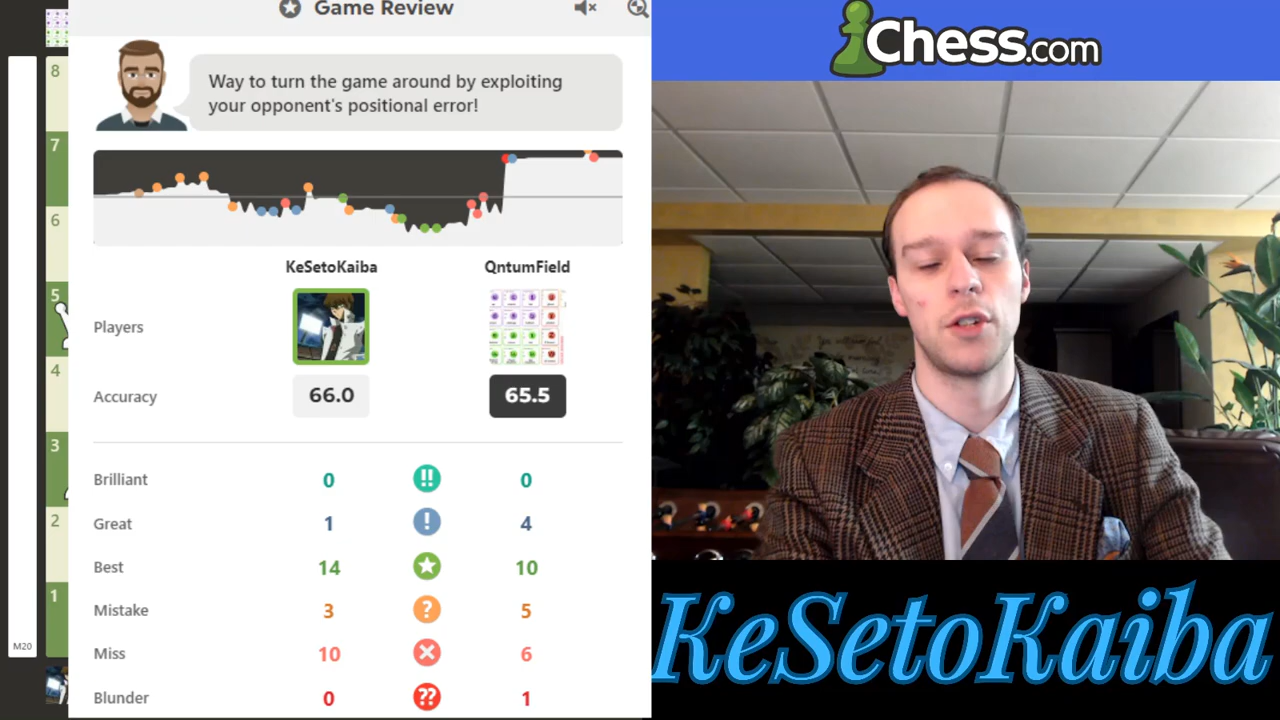 Game Review
Way to turn the game around by exploiting
your opponent's positional error!
KeSetoKaiba
QntumField
Players
Accuracy
66.0
65.5
Brilliant
0
!!
0
Great
1
!
4
Best
14
10
Mistake
3
?
5
Miss
10
6
Blunder
0
??
1
8
7
6
5
4
3
2
1
M20
Chess.com
KeSetoKaiba